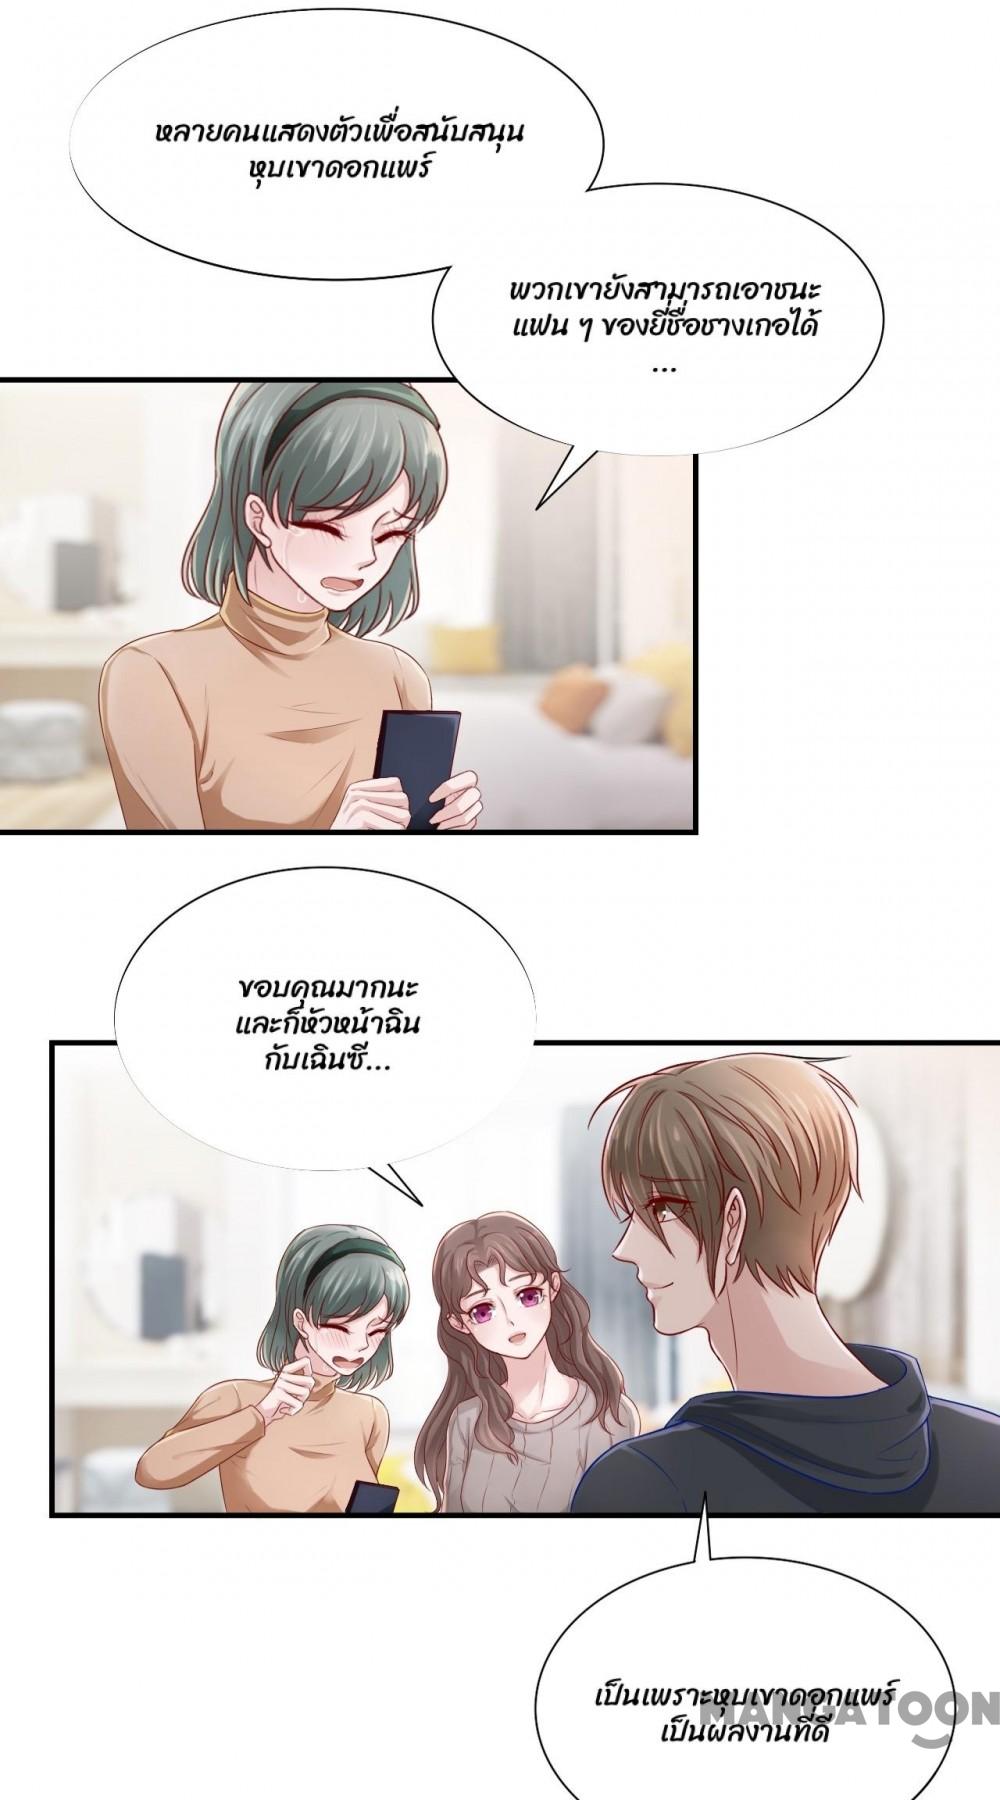 หลายคนแสดงตัวเพื่อสนับสนุน
หุบเขาดอกแพร์
พวกเขายังสามารถเอาชนะ
แฟน ๆ ของยี่ชื่อชางเกอได้
...
ขอบคุณมากนะ
และก็หัวหน้าฉิน
กับเฉินซี...
เป็นเพราะหุบเขาดอกแพร์
เป็นผลงานที่ดี
MANGATOON